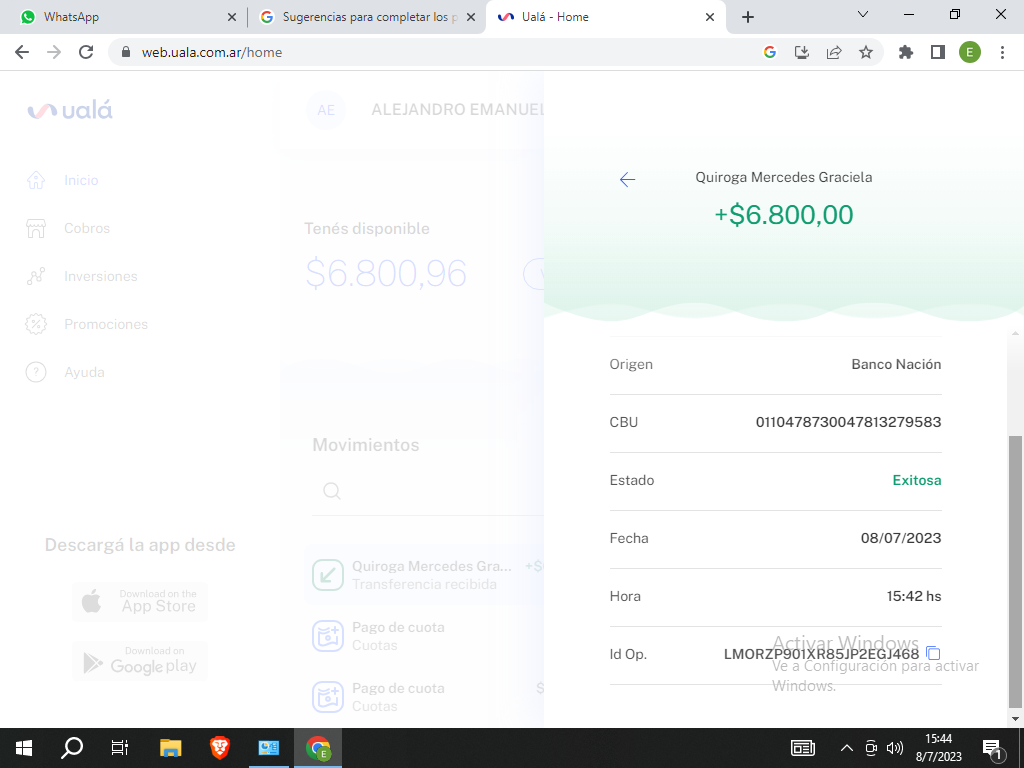 WhatsApp
Sugerencias para completar los p
Ualá - Home
web.uala.com.ar/home
E
ualá
AE ALEJANDRO EMANUEL
Inicio
Cobros
Inversiones
Promociones
Ayuda
Descargá la app desde
Download on the
App Store
Download on
Google play
Tenés disponible
$6.800,96
Movimientos
Quiroga Mercedes Gra...
Transferencia recibida
Pago de cuota
Cuotas
Pago de cuota
Cuotas
$
Quiroga Mercedes Graciela
+$6.800,00
Origen Banco Nación
CBU 0110478730047813279583
Estado Exitosa
Fecha 08/07/2023
Hora 15:42 hs
Id Op. LMORZP901XR85JP2EGJ468
Activar Windows
Ve a Configuración para activar
Windows.
E
15:44
8/7/2023
1